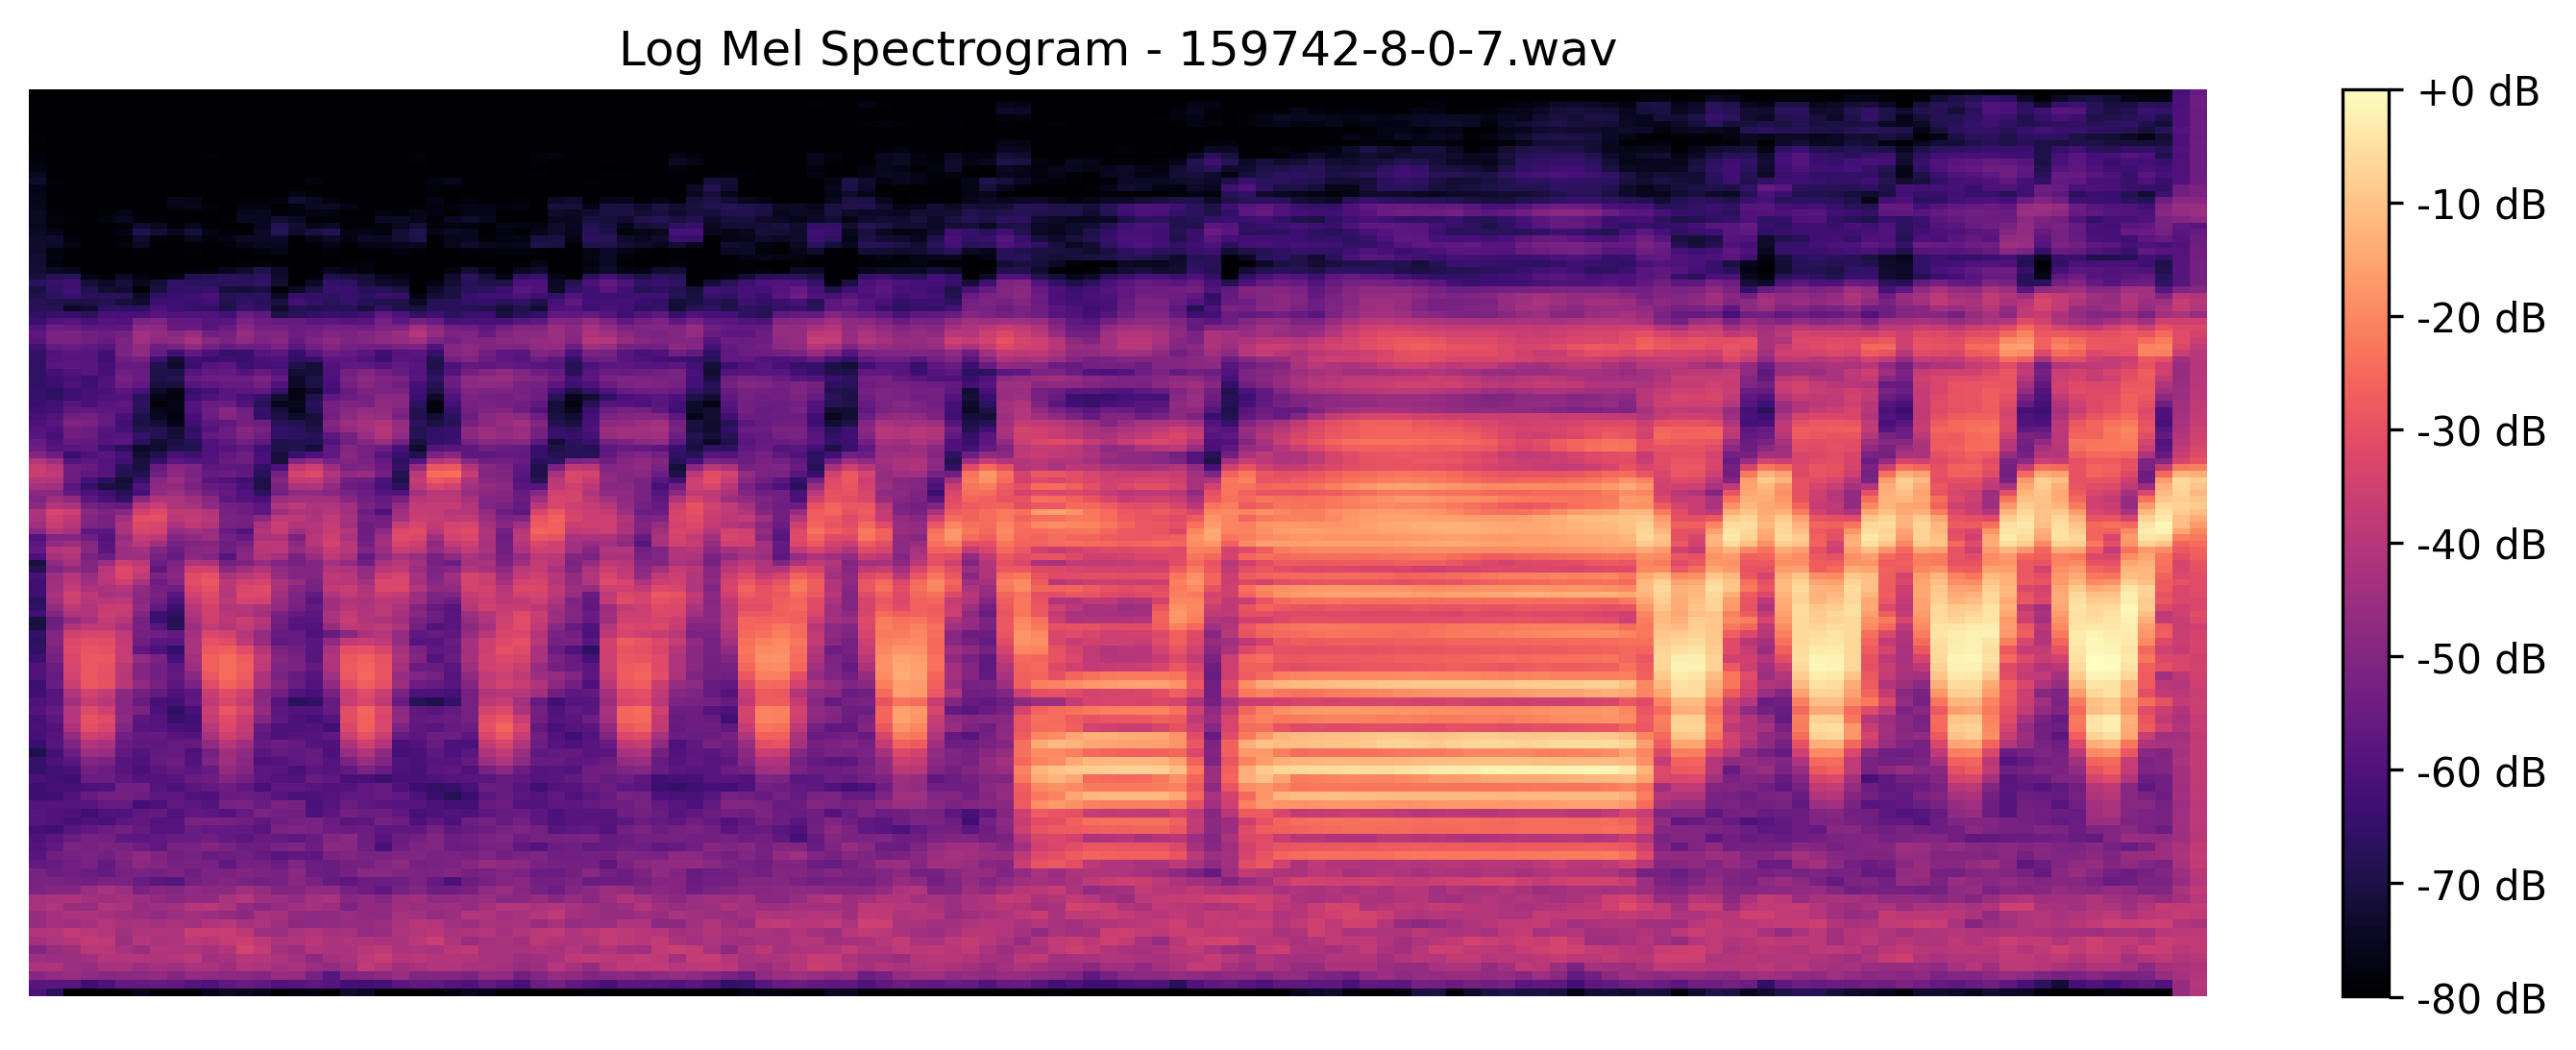 Log Mel Spectrogram - 159742-8-0-7.wav
+0 dB
-10 dB
-20 dB
-30 dB
-40 dB
-50 dB
-60 dB
-70 dB
-80 dB